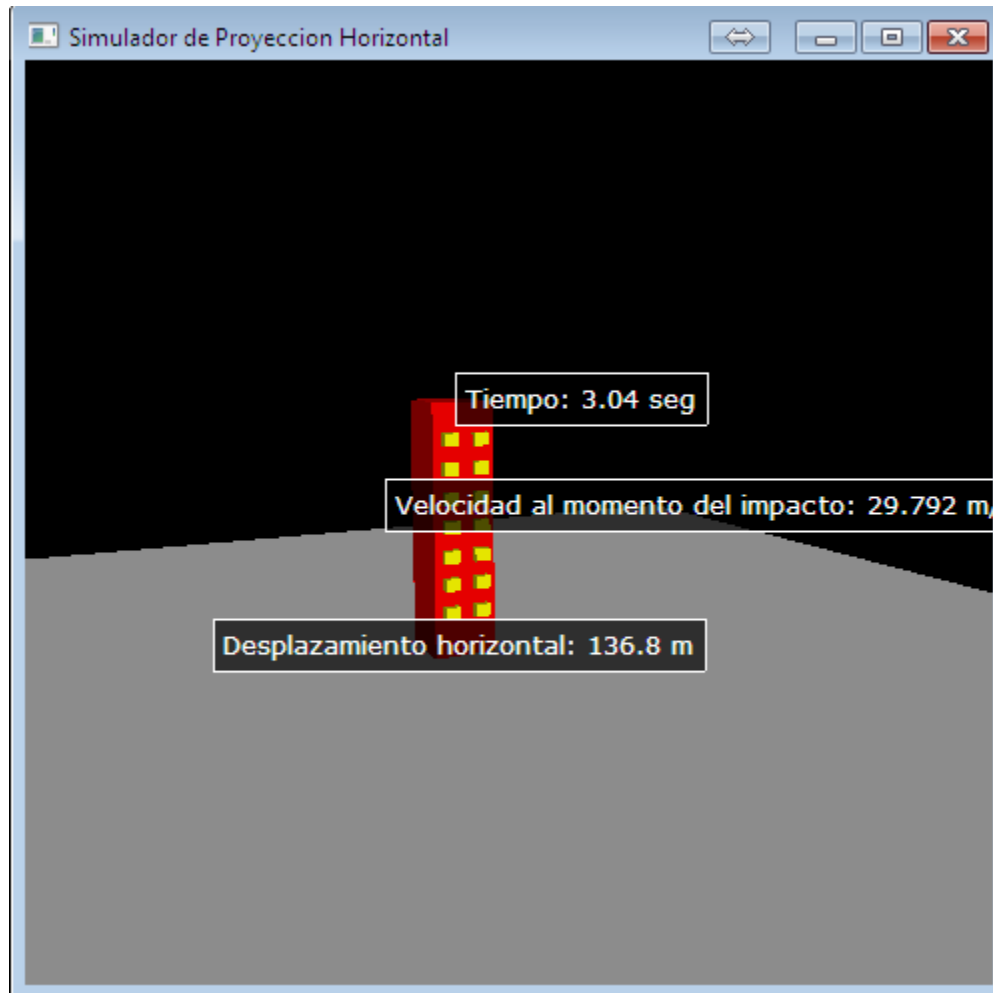 Simulador de Proyeccion Horizontal
Tiempo: 3.04 seg
Velocidad al momento del impacto: 29.792 m/
Desplazamiento horizontal: 136.8 m